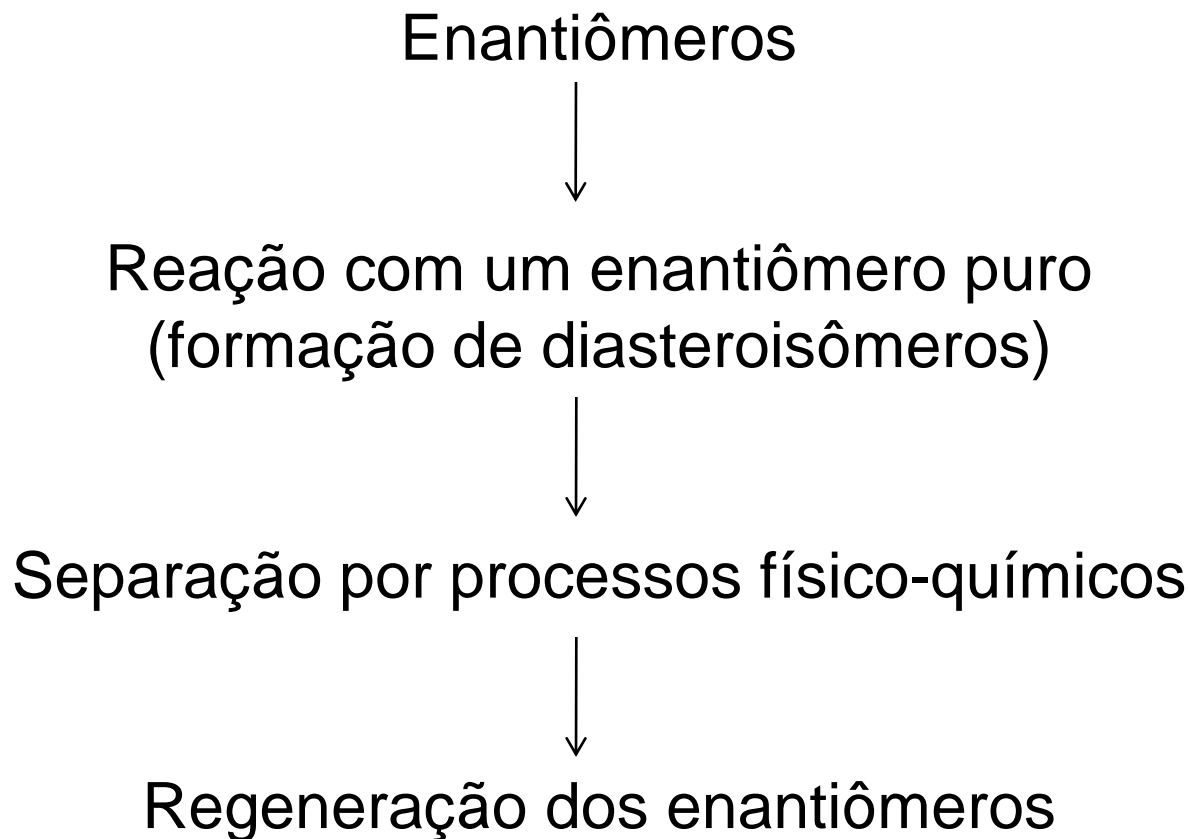 Enantiômeros
Reação com um enantiômero puro
(formação de diasteroisômeros)
Separação por processos físico-químicos
Regeneração dos enantiômeros